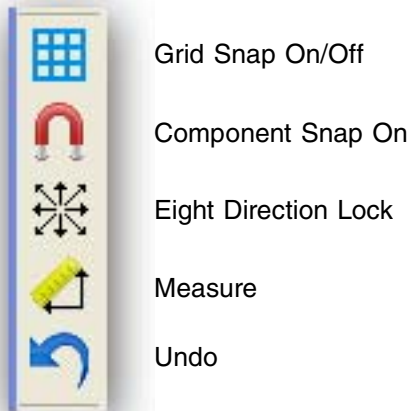 Grid Snap On/Off
Component Snap On
Eight Direction Lock
Measure
Undo